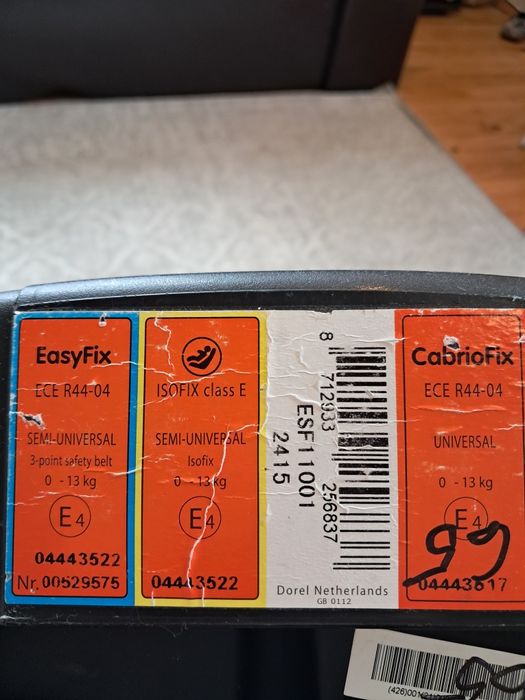 EasyFix
ECE R44-04
SEMI-UNIVERSAL
3-point safety belt
0 - 13 kg
E4
04443522
Nr. 00529575
ISOFIX class E
SEMI-UNIVERSAL
Isofix
0 - 13 kg
E4
04443522
ESF11001
2415
8 712933 256837
Dorel Netherlands
GB 0112
CabrioFix
ECE R44-04
UNIVERSAL
0 - 13 kg
E4
04443517